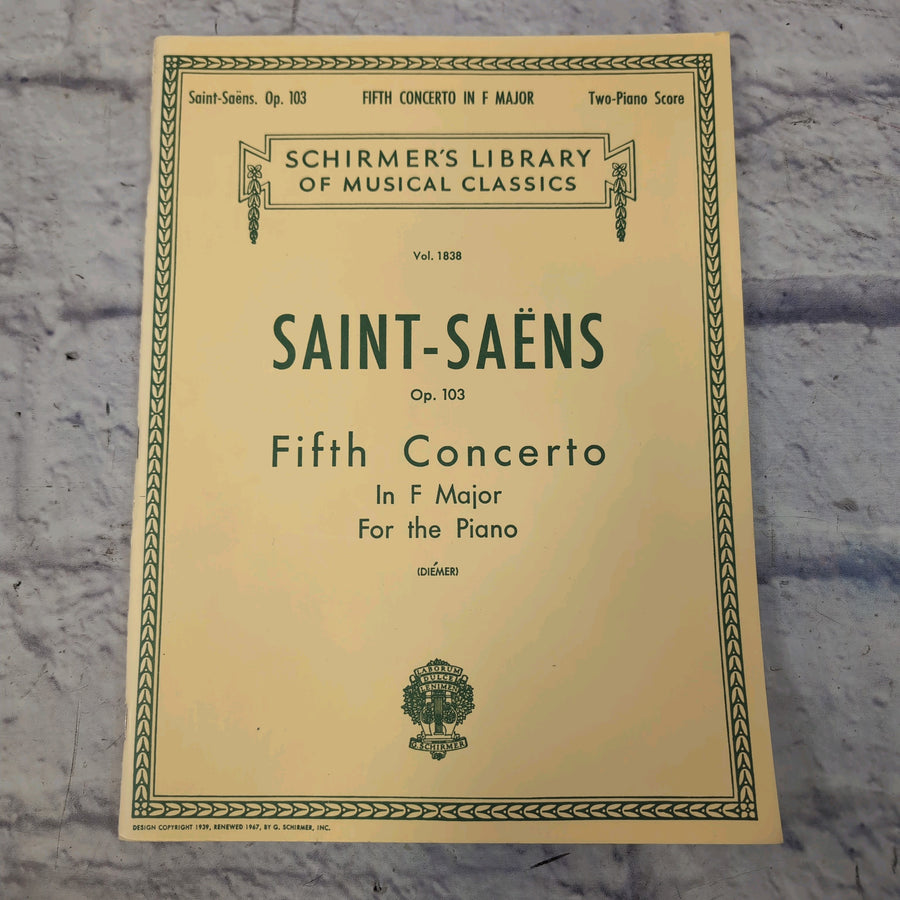 Saint-Saëns. Op. 103 FIFTH CONCERTO IN F MAJOR Two-Piano Score
SCHIRMER'S LIBRARY
OF MUSICAL CLASSICS
Vol. 1838
SAINT-SAËNS
Op. 103
Fifth Concerto
In F Major
For the Piano
(DIÉMER)
LABORUM
DULCE
LENIMEN
G. SCHIRMER
DESIGN COPYRIGHT 1939, RENEWED 1967, BY G. SCHIRMER, INC.